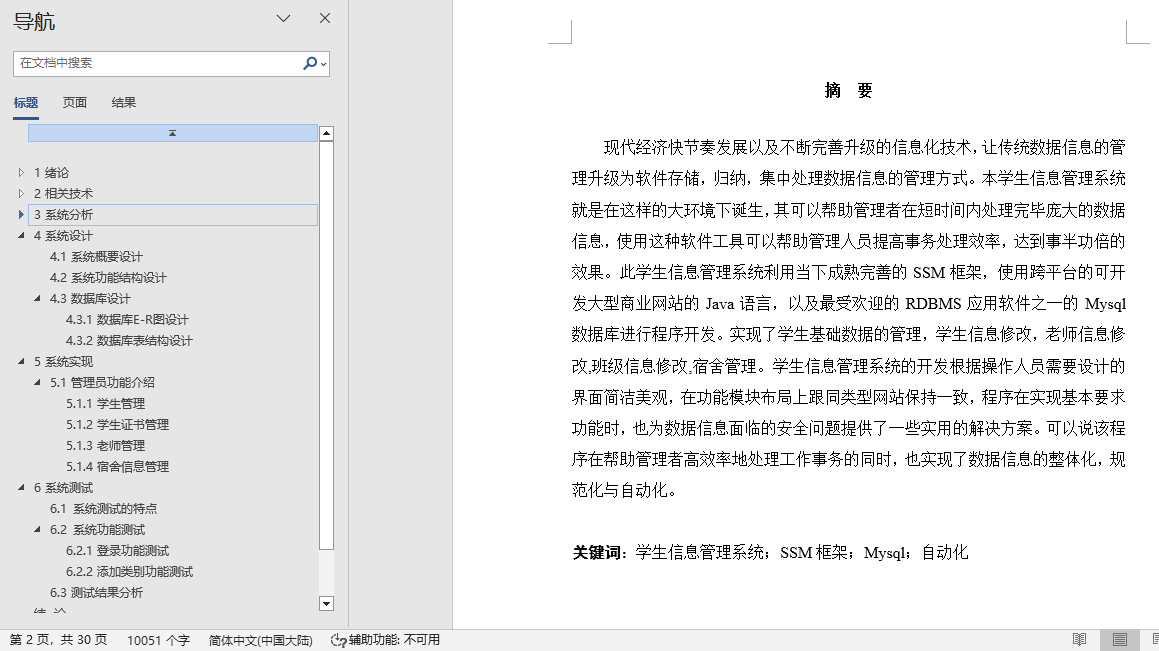 导航
在文档中搜索
标题 页面 结果
1 绪论
2 相关技术
3 系统分析
4 系统设计
4.1 系统概要设计
4.2 系统功能结构设计
4.3 数据库设计
4.3.1 数据库E-R图设计
4.3.2 数据库表结构设计
5 系统实现
5.1 管理员功能介绍
5.1.1 学生管理
5.1.2 学生证书管理
5.1.3 老师管理
5.1.4 宿舍信息管理
6 系统测试
6.1 系统测试的特点
6.2 系统功能测试
6.2.1 登录功能测试
6.2.2 添加类别功能测试
6.3 测试结果分析
摘 要
现代经济快节奏发展以及不断完善升级的信息化技术，让传统数据信息的管
理升级为软件存储，归纳，集中处理数据信息的管理方式。本学生信息管理系统
就是在这样的大环境下诞生，其可以帮助管理者在短时间内处理完毕庞大的数据
信息，使用这种软件工具可以帮助管理人员提高事务处理效率，达到事半功倍的
效果。此学生信息管理系统利用当下成熟完善的 SSM 框架，使用跨平台的可开
发大型商业网站的 Java 语言，以及最受欢迎的 RDBMS 应用软件之一的 Mysql
数据库进行程序开发。实现了学生基础数据的管理，学生信息修改，老师信息修
改,班级信息修改,宿舍管理。学生信息管理系统的开发根据操作人员需要设计的
界面简洁美观，在功能模块布局上跟同类型网站保持一致，程序在实现基本要求
功能时，也为数据信息面临的安全问题提供了一些实用的解决方案。可以说该程
序在帮助管理者高效率地处理工作事务的同时，也实现了数据信息的整体化，规
范化与自动化。
关键词：学生信息管理系统；SSM 框架；Mysql；自动化
第 2 页，共 30 页 10051 个字 简体中文(中国大陆) 辅助功能: 不可用